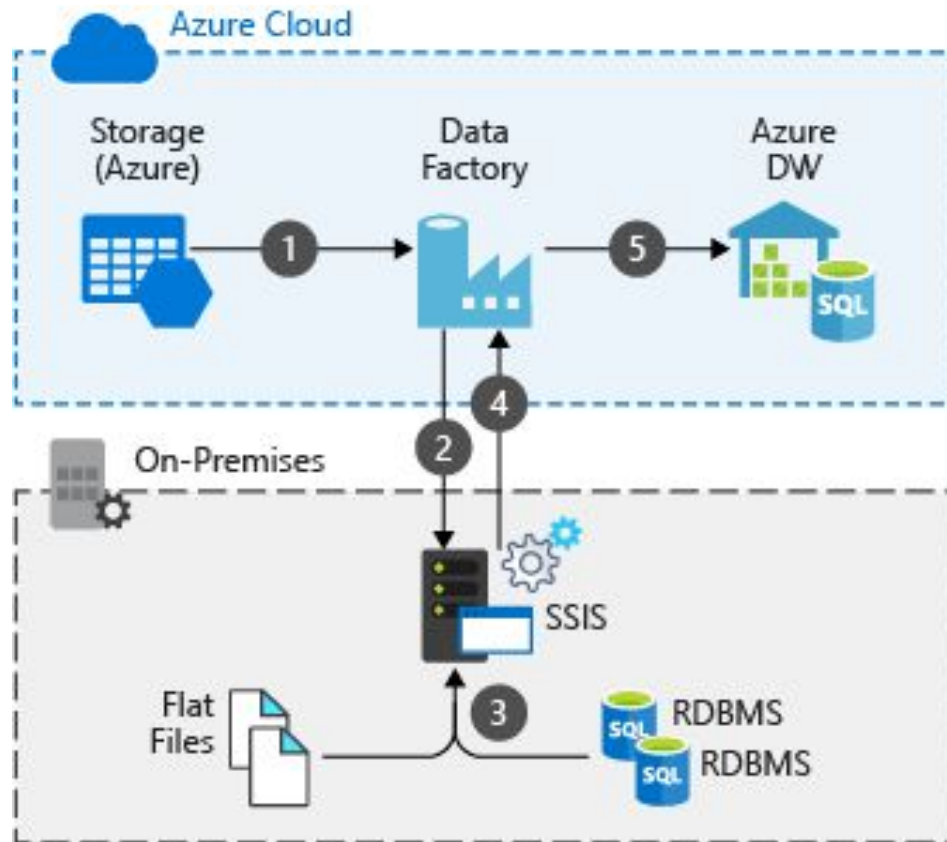 Azure Cloud
Storage
(Azure)
Data
Factory
Azure
DW
1
5
SQL
4
2
On-Premises
SSIS
Flat
Files
3
SQL
RDBMS
SQL
RDBMS